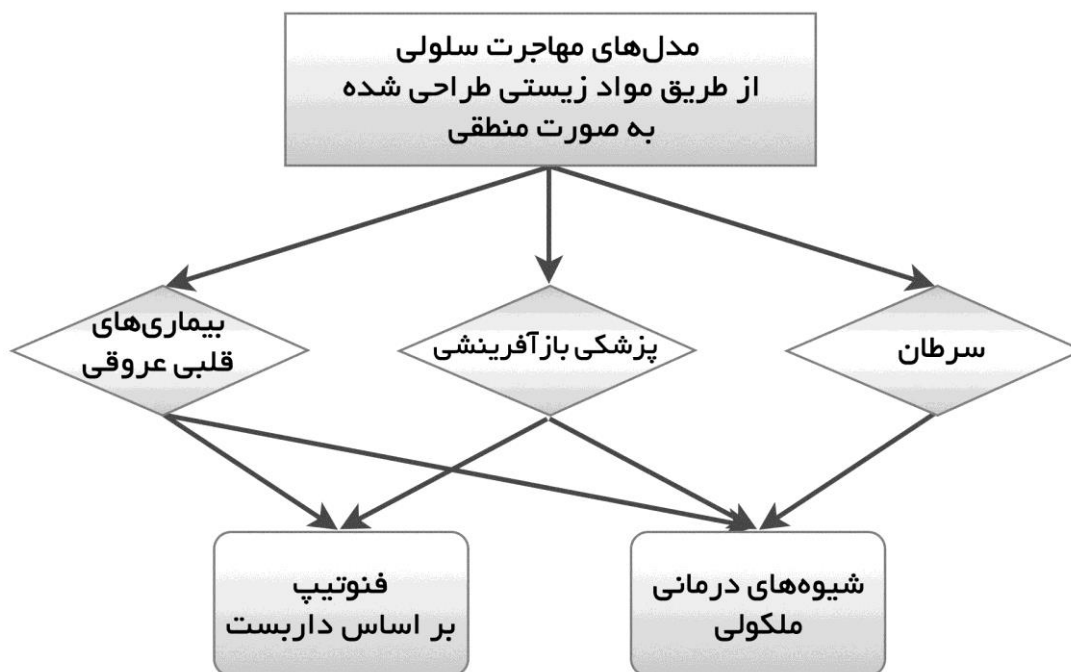 مدل‌های مهاجرت سلولی
از طریق مواد زیستی طراحی شده
به صورت منطقی
بیماری‌های
قلبی عروقی
پزشکی بازآفرینشی
سرطان
فنوتیپ
بر اساس داربست
شیوه‌های درمانی
ملکولی